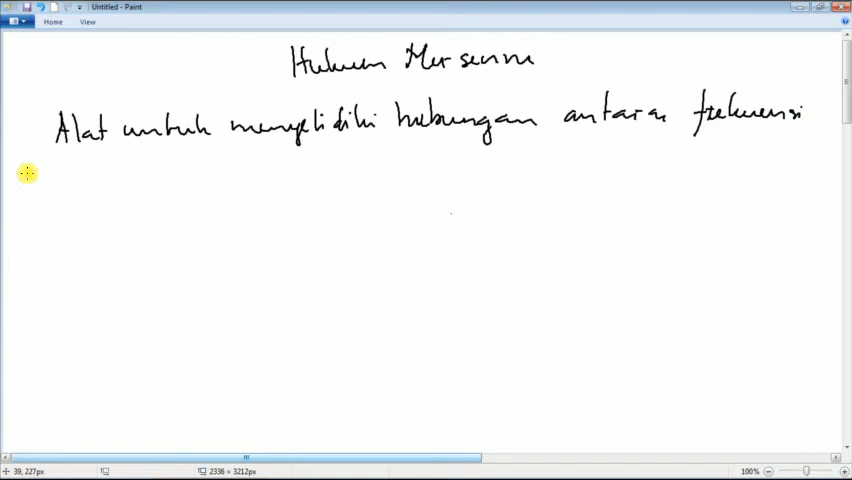 Untitled - Paint
Home View
Hukum Mersenne
Alat untuk menyelidiki hubungan antara frekuensi
39, 227px 2336 × 3212px 100%